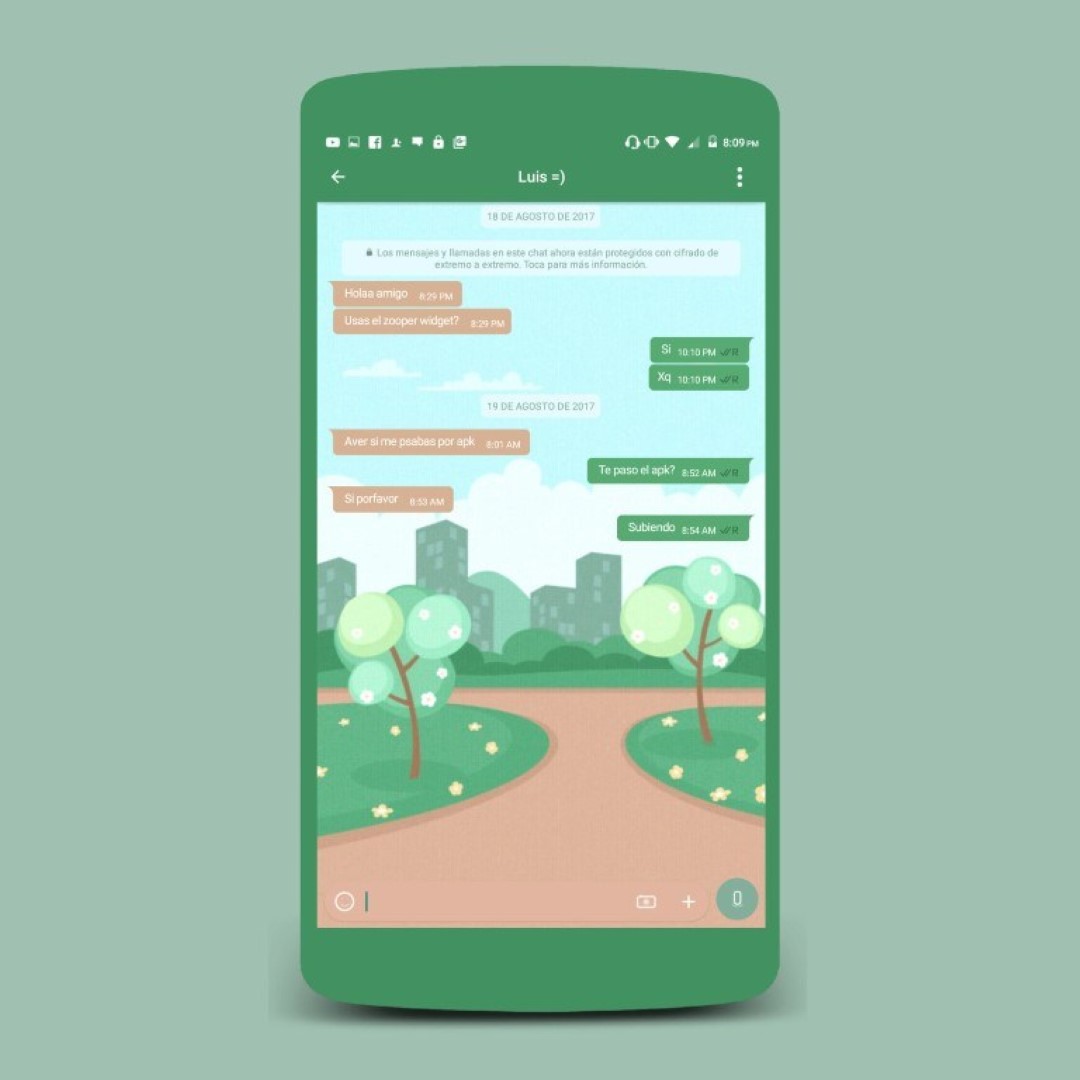 8:09 PM
Luis =)
18 DE AGOSTO DE 2017
Los mensajes y llamadas en este chat ahora están protegidos con cifrado de
extremo a extremo. Toca para más información.
Holaa amigo 8:29 PM
Usas el zooper widget? 8:29 PM
Si 10:10 PM R
Xq 10:10 PM R
19 DE AGOSTO DE 2017
Aver si me psabas por apk 8:01 AM
Te paso el apk? 8:52 AM R
Si porfavor 8:53 AM
Subiendo 8:54 AM R